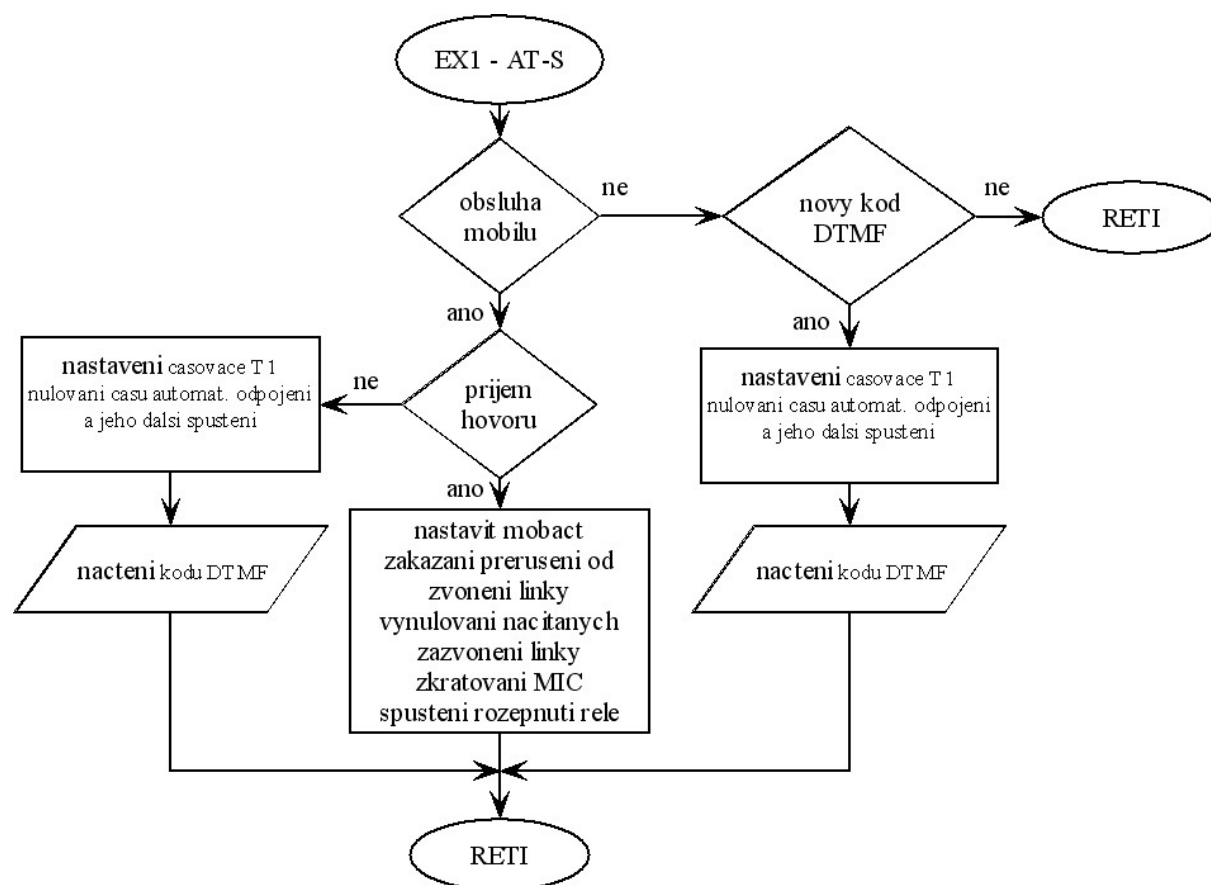 EX1 - AT-S
obsluha
mobilu
ne
novy kod
DTMF
ne
RETI
ano
ano
nastaveni casovace T1
nulovani casu automat. odpojeni
a jeho dalsi spusteni
ne
prijem
hovoru
nastaveni casovace T1
nulovani casu automat. odpojeni
a jeho dalsi spusteni
ano
nacteni kodu DTMF
nastavit mobact
zakazani preruseni od
zvoneni linky
vynulovani nacitanych
zazvoneni linky
zkratovani MIC
spusteni rozepnuti rele
nacteni kodu DTMF
RETI